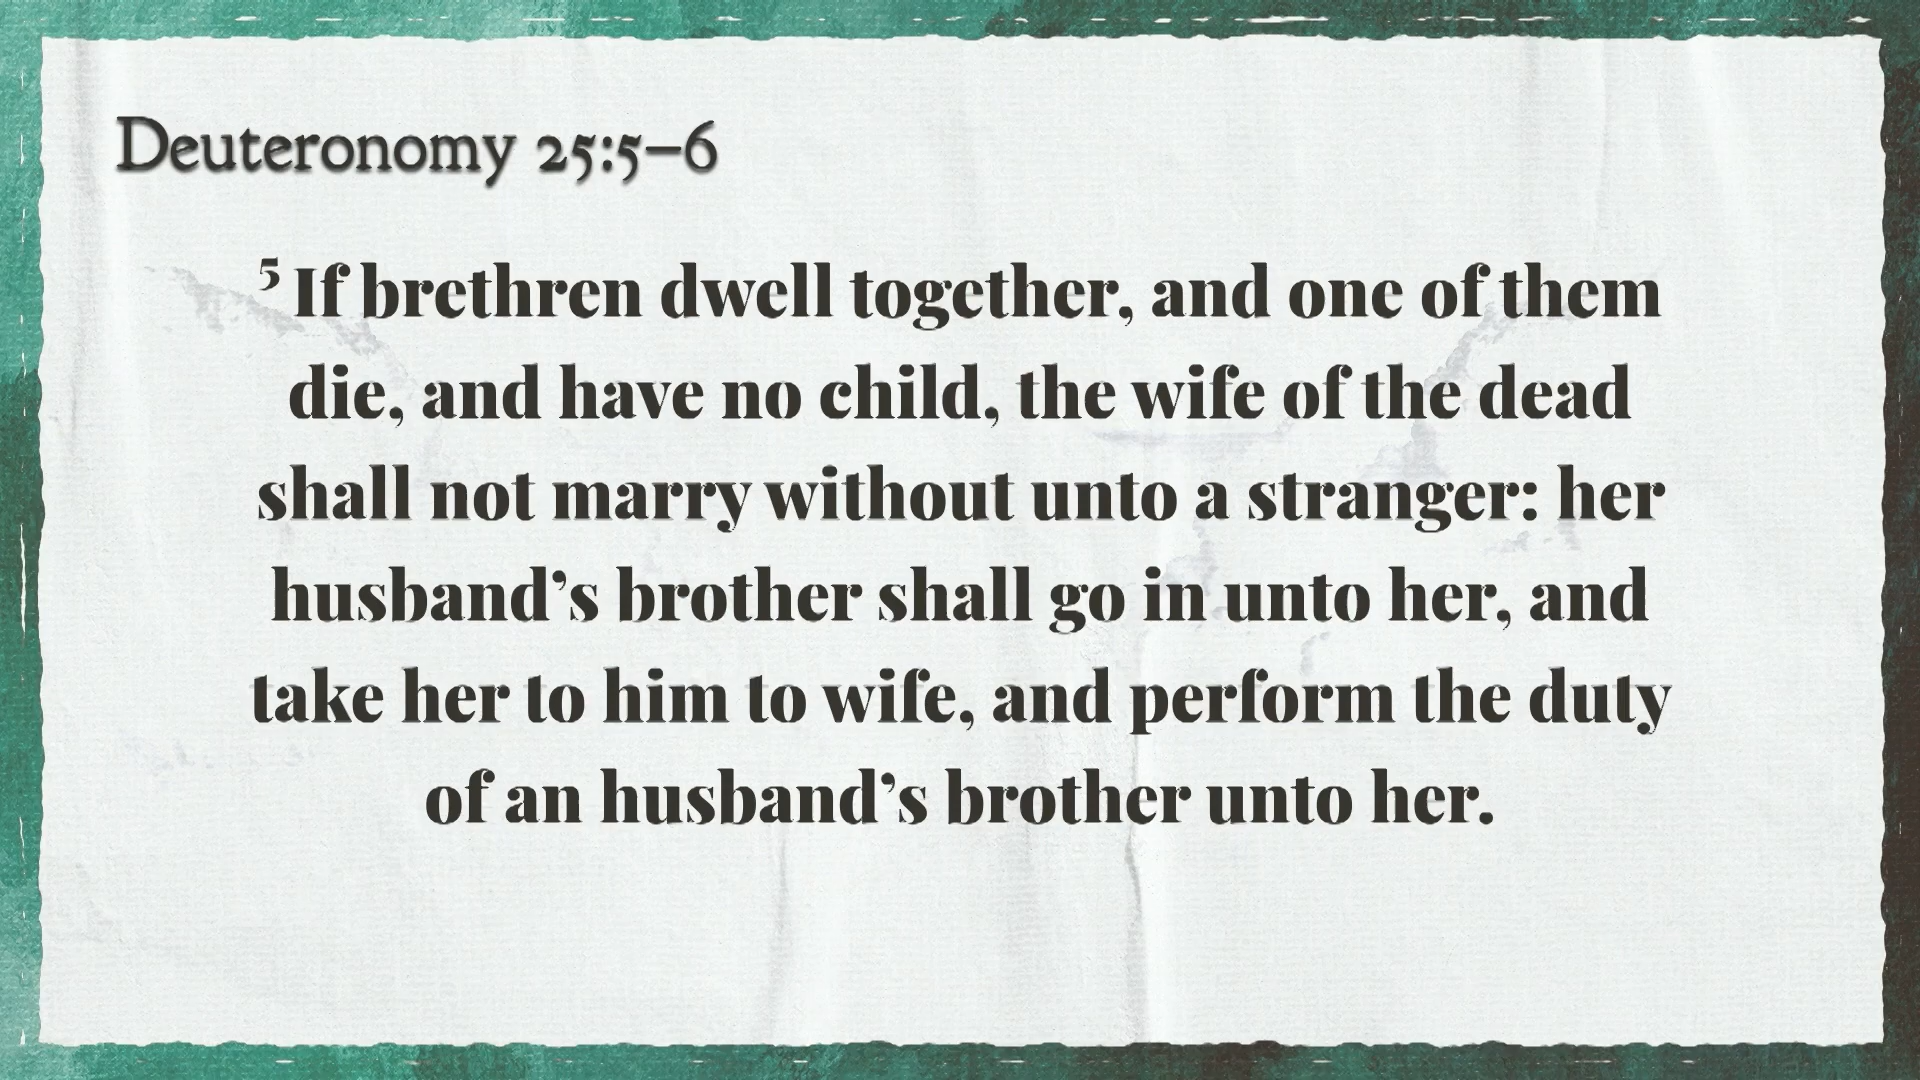 Deuteronomy 25:5–6
⁵ If brethren dwell together, and one of them
die, and have no child, the wife of the dead
shall not marry without unto a stranger: her
husband’s brother shall go in unto her, and
take her to him to wife, and perform the duty
of an husband’s brother unto her.